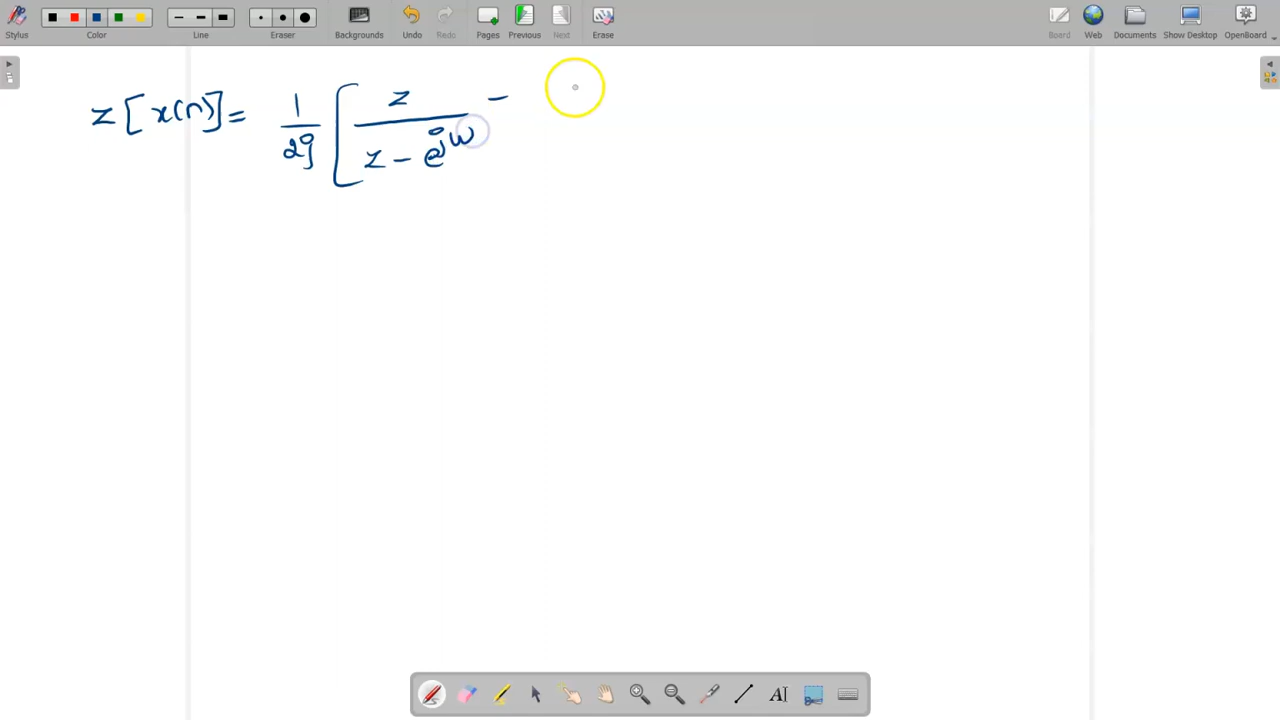 Stylus Color Line Eraser Backgrounds Undo Redo Pages Previous Next Erase Board Web Documents Show Desktop OpenBoard
z[x(n)] = 1/2j [ z/(z - e^jω) -